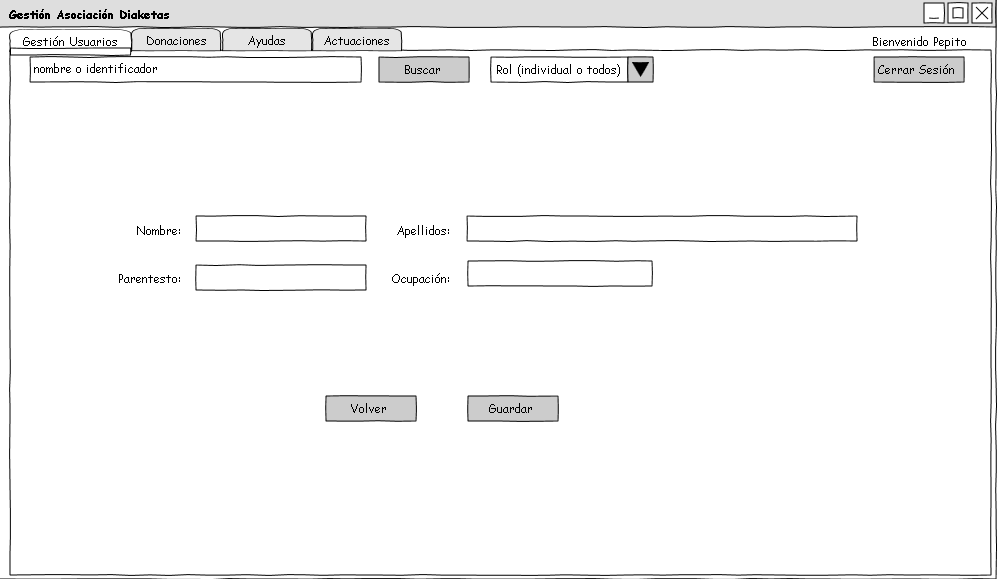 Gestión Asociación Diaketas
Gestión Usuarios Donaciones Ayudas Actuaciones Bienvenido Pepito
nombre o identificador Buscar Rol (individual o todos) Cerrar Sesión
Nombre: Apellidos:
Parentesto: Ocupación:
Volver Guardar